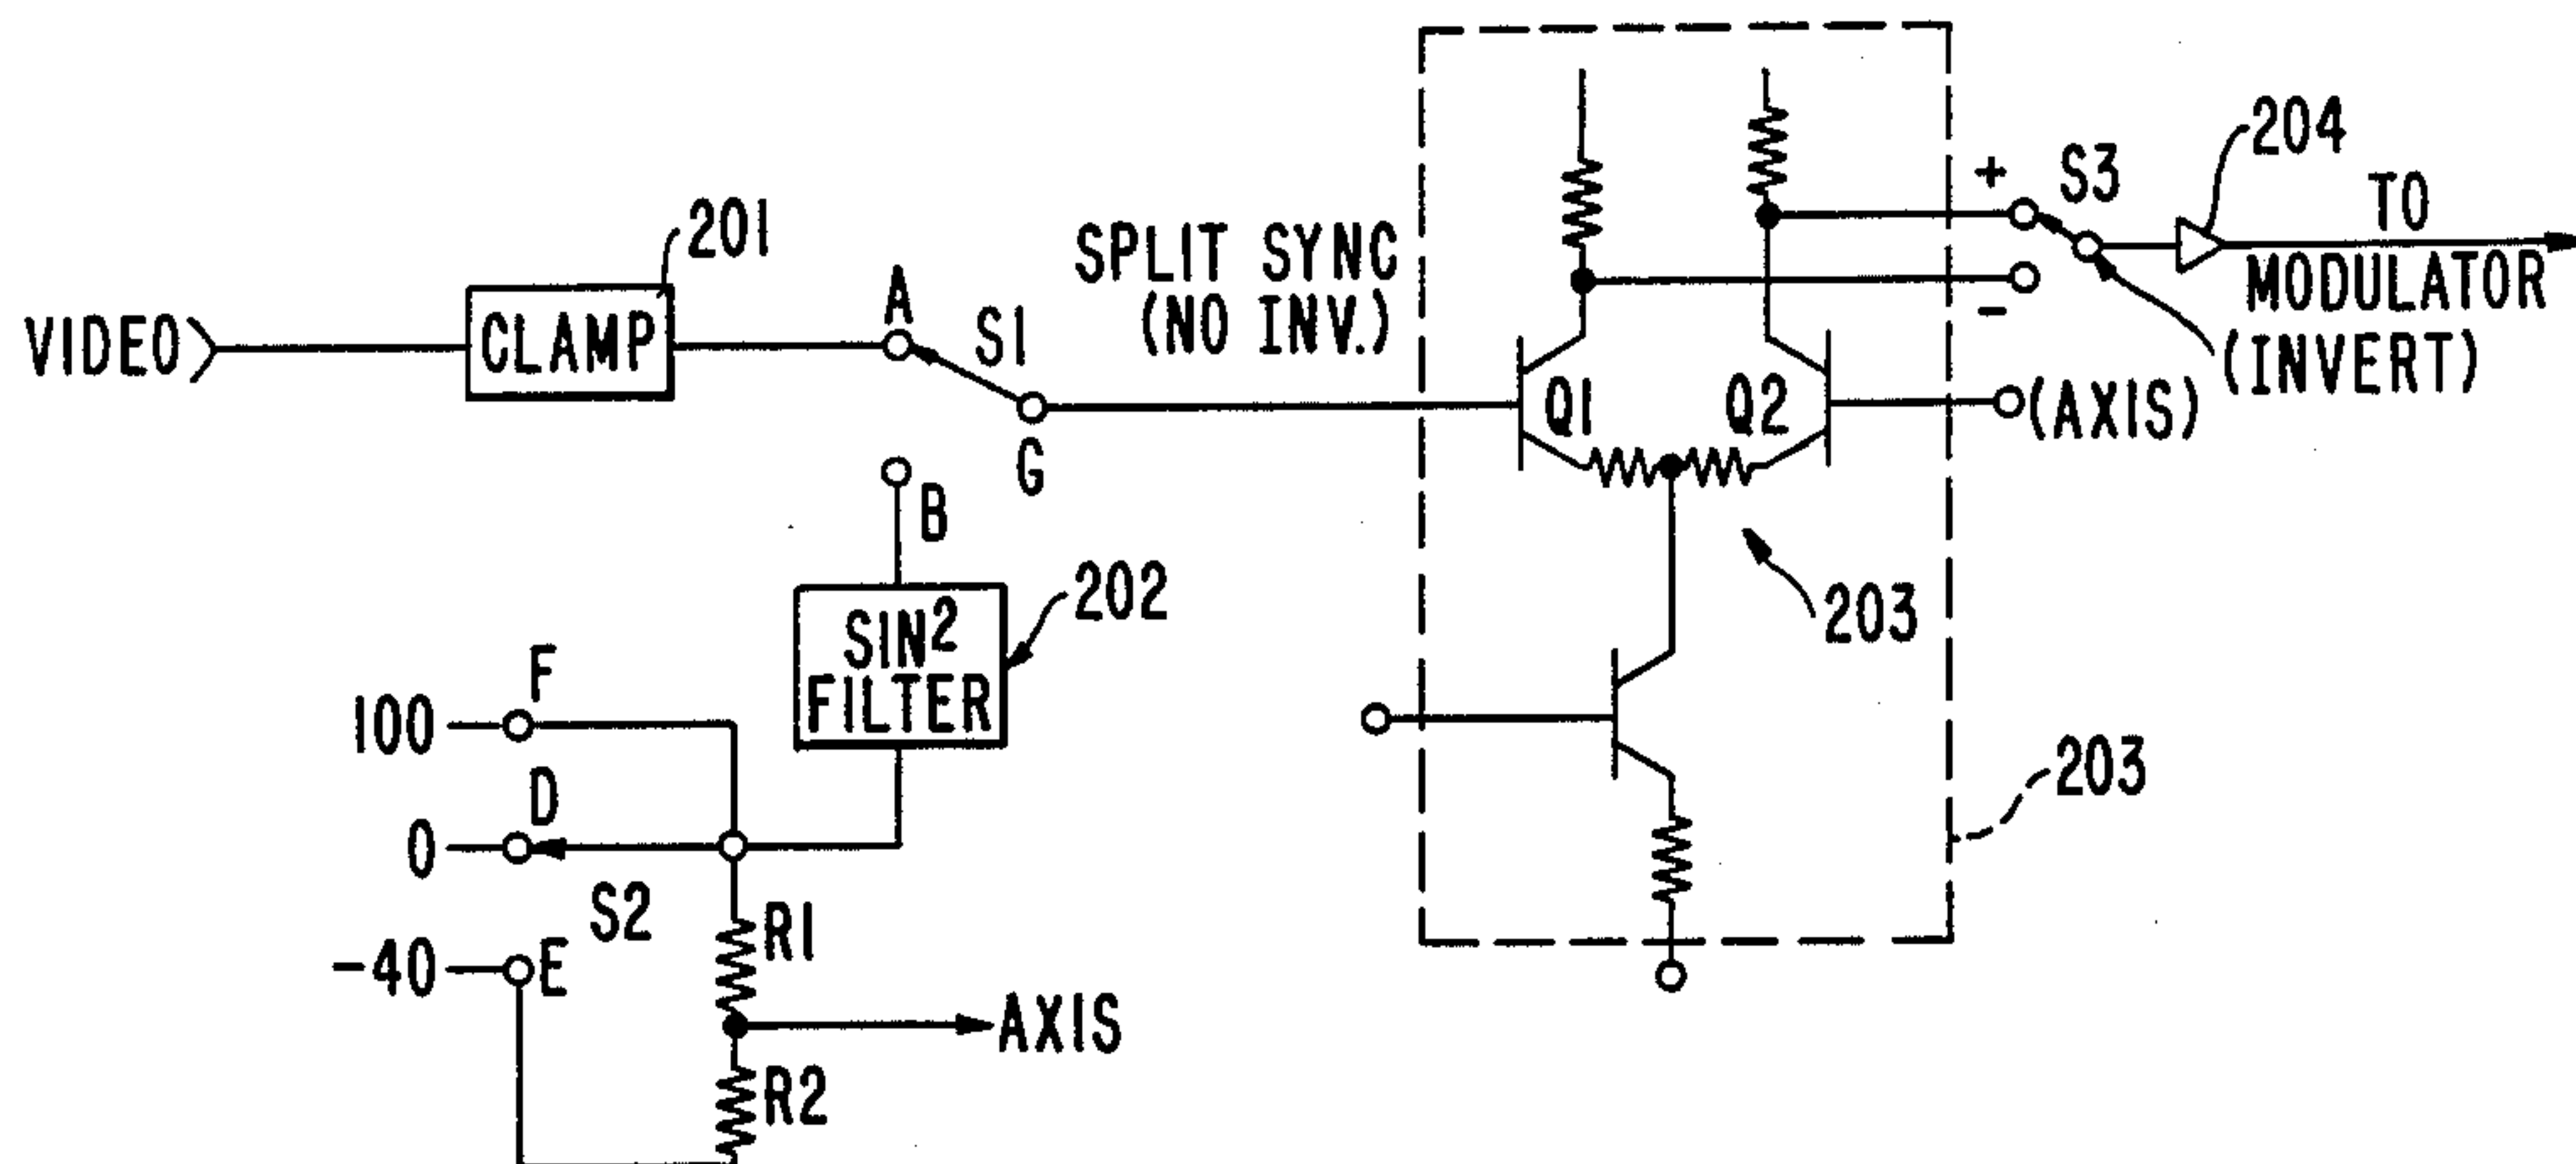 VIDEO
CLAMP
201
A
S1
G
B
SPLIT SYNC
(NO INV.)
SIN2
FILTER
202
100
F
0
D
S2
-40
E
R1
AXIS
R2
Q1
Q2
203
203
+
-
S3
204
TO
MODULATOR
(INVERT)
(AXIS)